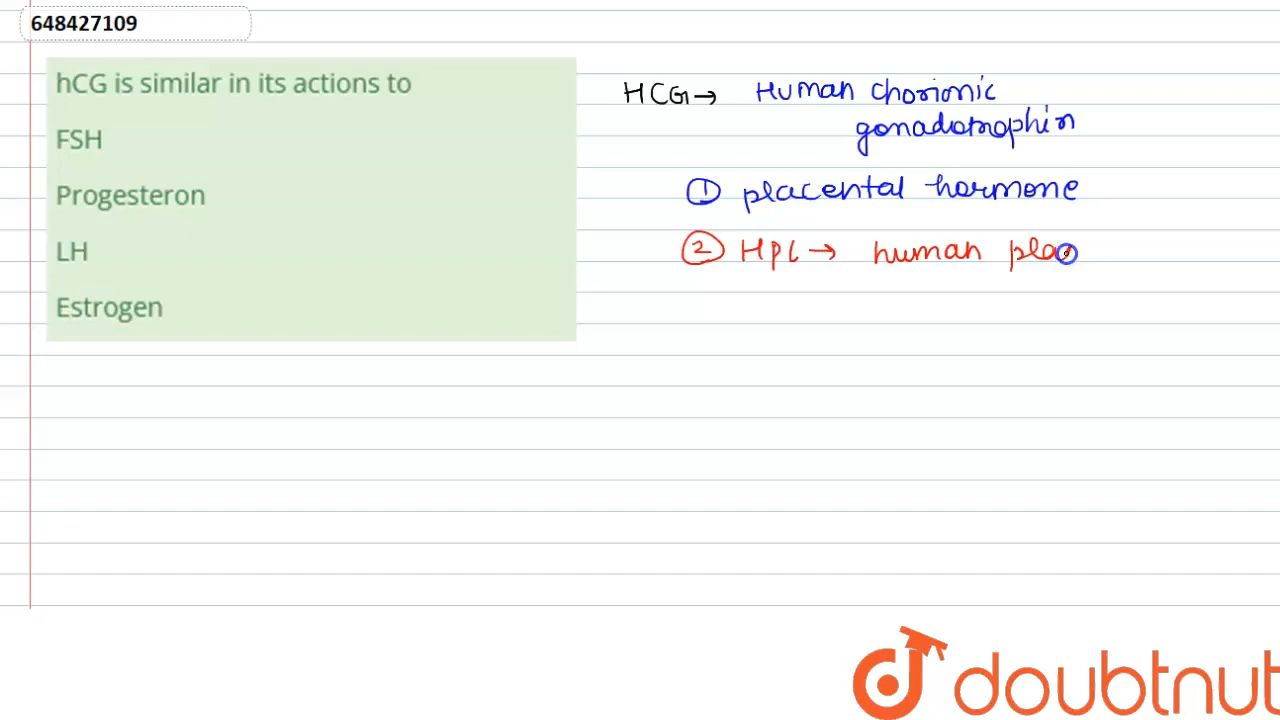 648427109
hCG is similar in its actions to
FSH
Progesteron
LH
Estrogen
HCG → Human chorionic
gonadotrophin
① placental hormone
② HPL → human pla
doubtnut